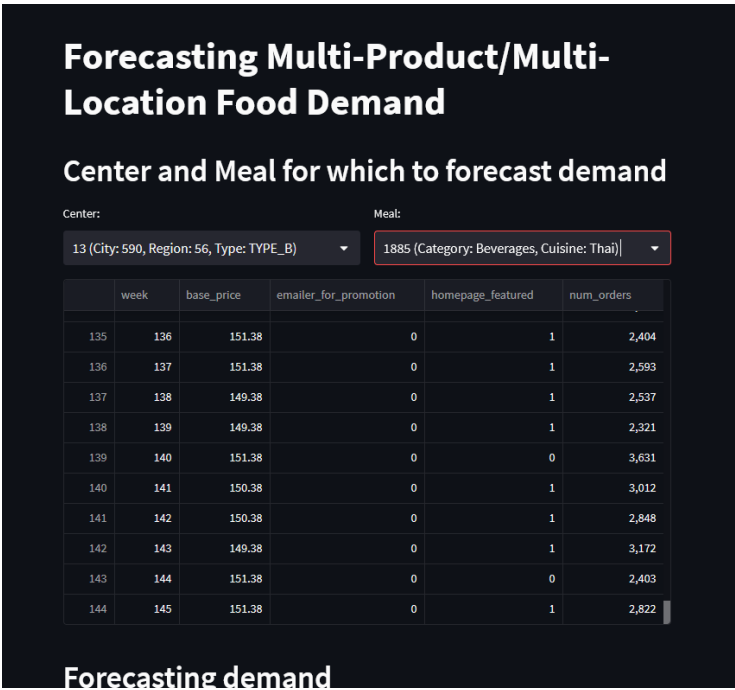 Forecasting Multi-Product/Multi-
Location Food Demand
Center and Meal for which to forecast demand
Center: Meal:
13 (City: 590, Region: 56, Type: TYPE_B) 1885 (Category: Beverages, Cuisine: Thai)
week base_price emailer_for_promotion homepage_featured num_orders
135 136 151.38 0 1 2,404
136 137 151.38 0 1 2,593
137 138 149.38 0 1 2,537
138 139 149.38 0 1 2,321
139 140 151.38 0 0 3,631
140 141 150.38 0 1 3,012
141 142 150.38 0 1 2,848
142 143 149.38 0 1 3,172
143 144 151.38 0 0 2,403
144 145 151.38 0 1 2,822
Forecasting demand